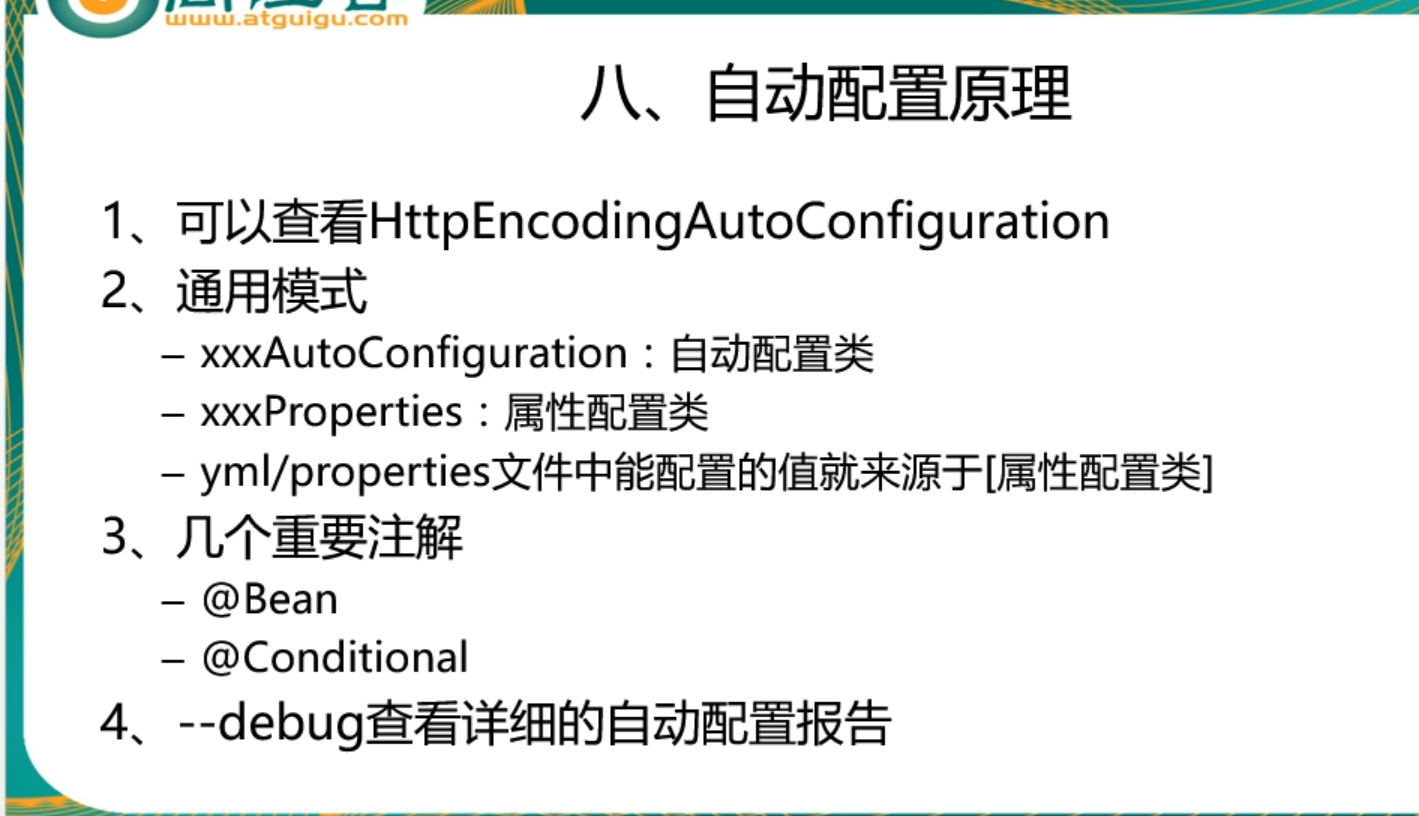 www.atguigu.com
八、自动配置原理
1、可以查看HttpEncodingAutoConfiguration
2、通用模式
– xxxAutoConfiguration：自动配置类
– xxxProperties：属性配置类
– yml/properties文件中能配置的值就来源于[属性配置类]
3、几个重要注解
– @Bean
– @Conditional
4、--debug查看详细的自动配置报告